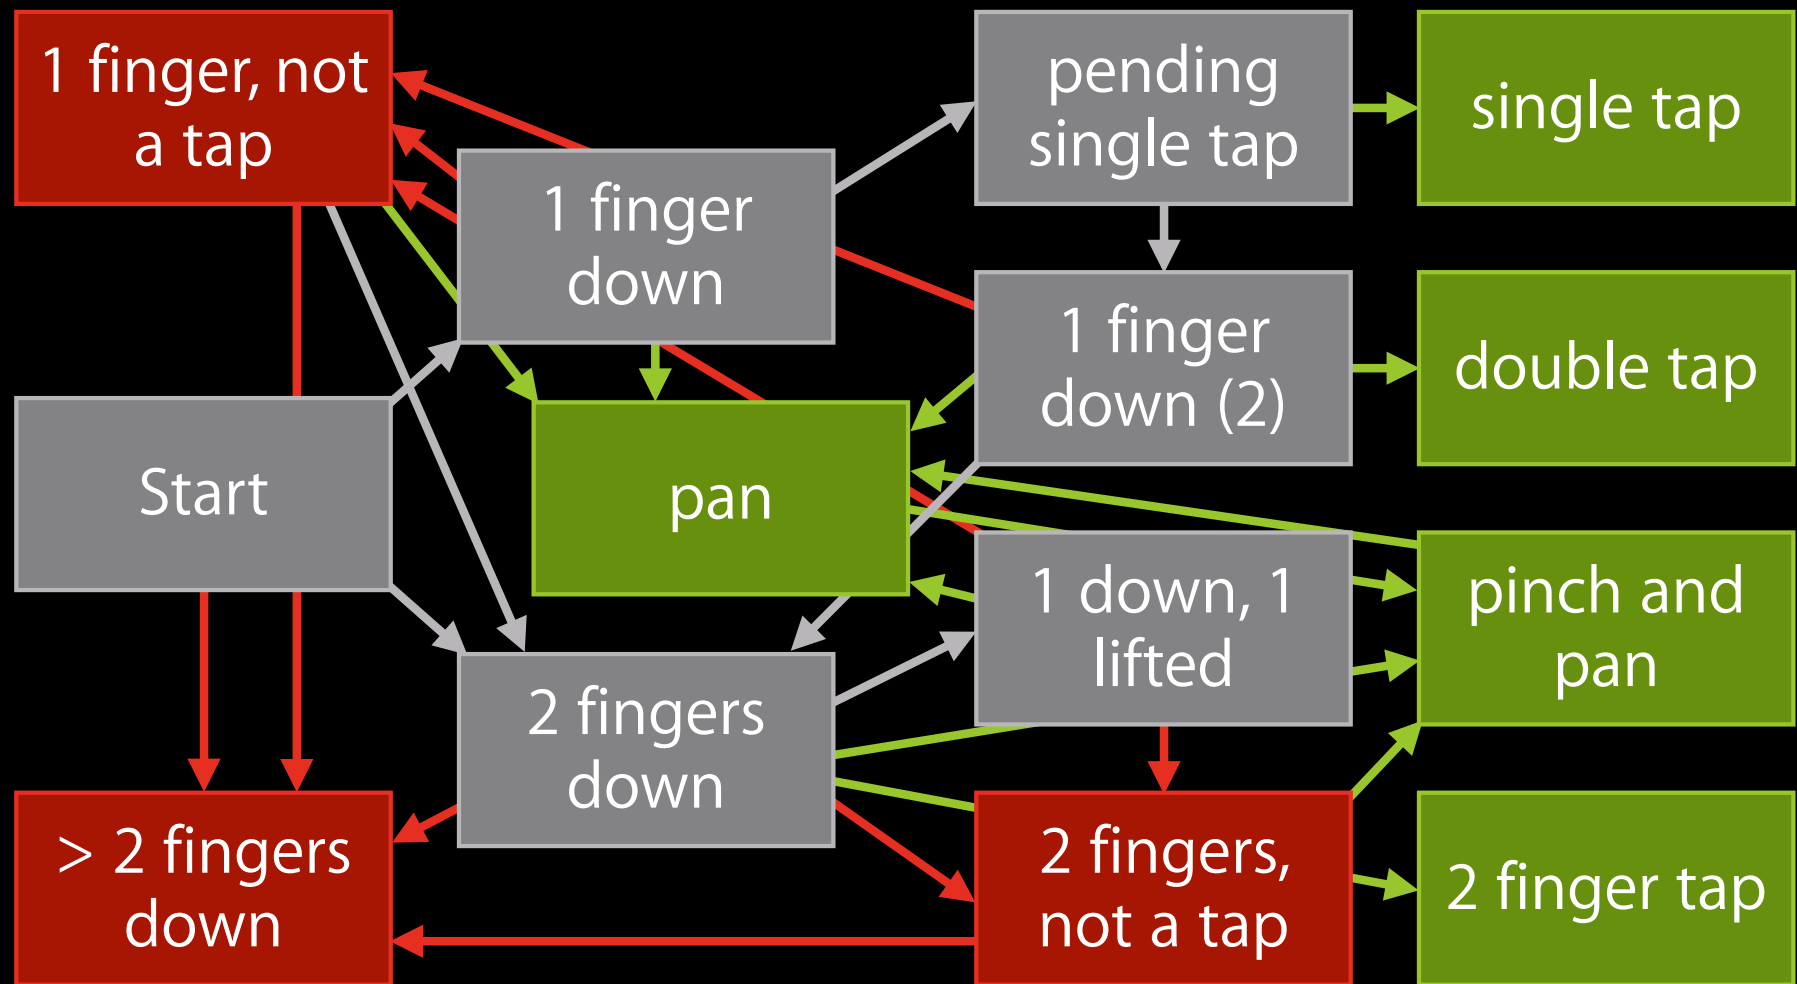 1 finger, not
a tap
pending
single tap
single tap
1 finger
down
1 finger
down (2)
double tap
Start
pan
1 down, 1
lifted
pinch and
pan
2 fingers
down
> 2 fingers
down
2 fingers,
not a tap
2 finger tap